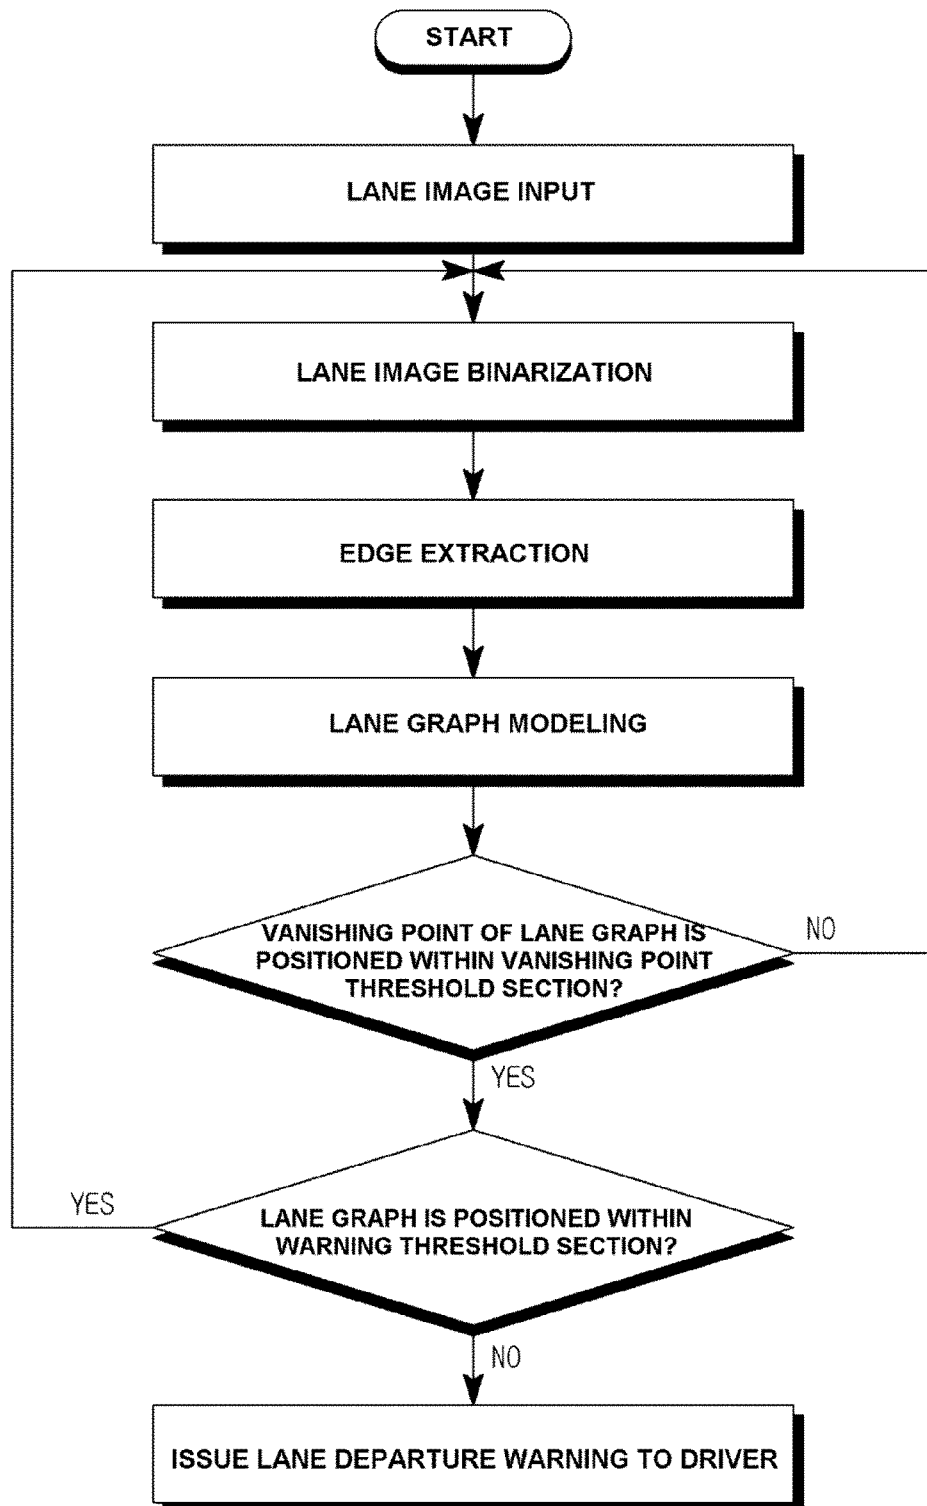 START
LANE IMAGE INPUT
LANE IMAGE BINARIZATION
EDGE EXTRACTION
LANE GRAPH MODELING
VANISHING POINT OF LANE GRAPH IS
POSITIONED WITHIN VANISHING POINT
THRESHOLD SECTION?
NO
YES
YES
LANE GRAPH IS POSITIONED WITHIN
WARNING THRESHOLD SECTION?
NO
ISSUE LANE DEPARTURE WARNING TO DRIVER